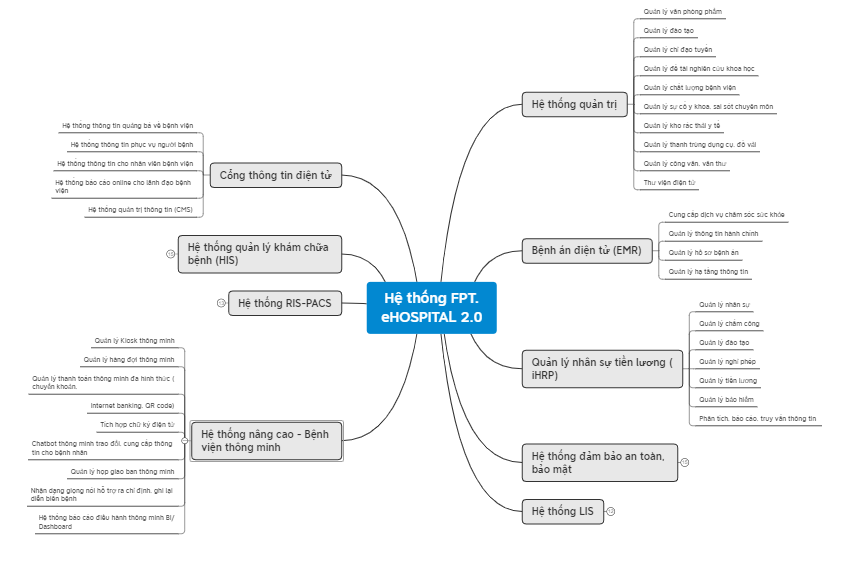 Hệ thống FPT.
eHOSPITAL 2.0
Hệ thống quản trị
Quản lý văn phòng phẩm
Quản lý đào tạo
Quản lý chỉ đạo tuyến
Quản lý đề tài nghiên cứu khoa học
Quản lý chất lượng bệnh viện
Quản lý sự cố y khoa, sai sót chuyên môn
Quản lý kho rác thải y tế
Quản lý thanh trùng dụng cụ, đồ vải
Quản lý công văn, văn thư
Thư viện điện tử
Bệnh án điện tử (EMR)
Cung cấp dịch vụ chăm sóc sức khỏe
Quản lý thông tin hành chính
Quản lý hồ sơ bệnh án
Quản lý hạ tầng thông tin
Quản lý nhân sự tiền lương (
iHRP)
Quản lý nhân sự
Quản lý chấm công
Quản lý đào tạo
Quản lý nghỉ phép
Quản lý tiền lương
Quản lý bảo hiểm
Phân tích, báo cáo, truy vấn thông tin
Hệ thống đảm bảo an toàn,
bảo mật
Hệ thống LIS
Cổng thông tin điện tử
Hệ thống thông tin quảng bá về bệnh viện
Hệ thống thông tin phục vụ người bệnh
Hệ thống thông tin cho nhân viên bệnh viện
Hệ thống báo cáo online cho lãnh đạo bệnh
viện
Hệ thống quản trị thông tin (CMS)
Hệ thống quản lý khám chữa
bệnh (HIS)
Hệ thống RIS-PACS
Hệ thống nâng cao - Bệnh
viện thông minh
Quản lý Kiosk thông minh
Quản lý hàng đợi thông minh
Quản lý thanh toán thông minh đa hình thức (
chuyển khoản,
Internet banking, QR code)
Tích hợp chữ ký điện tử
Chatbot thông minh trao đổi, cung cấp thông
tin cho bệnh nhân
Quản lý họp giao ban thông minh
Nhận dạng giọng nói hỗ trợ ra chỉ định, ghi lại
diễn biến bệnh
Hệ thống báo cáo điều hành thông minh BI/
Dashboard